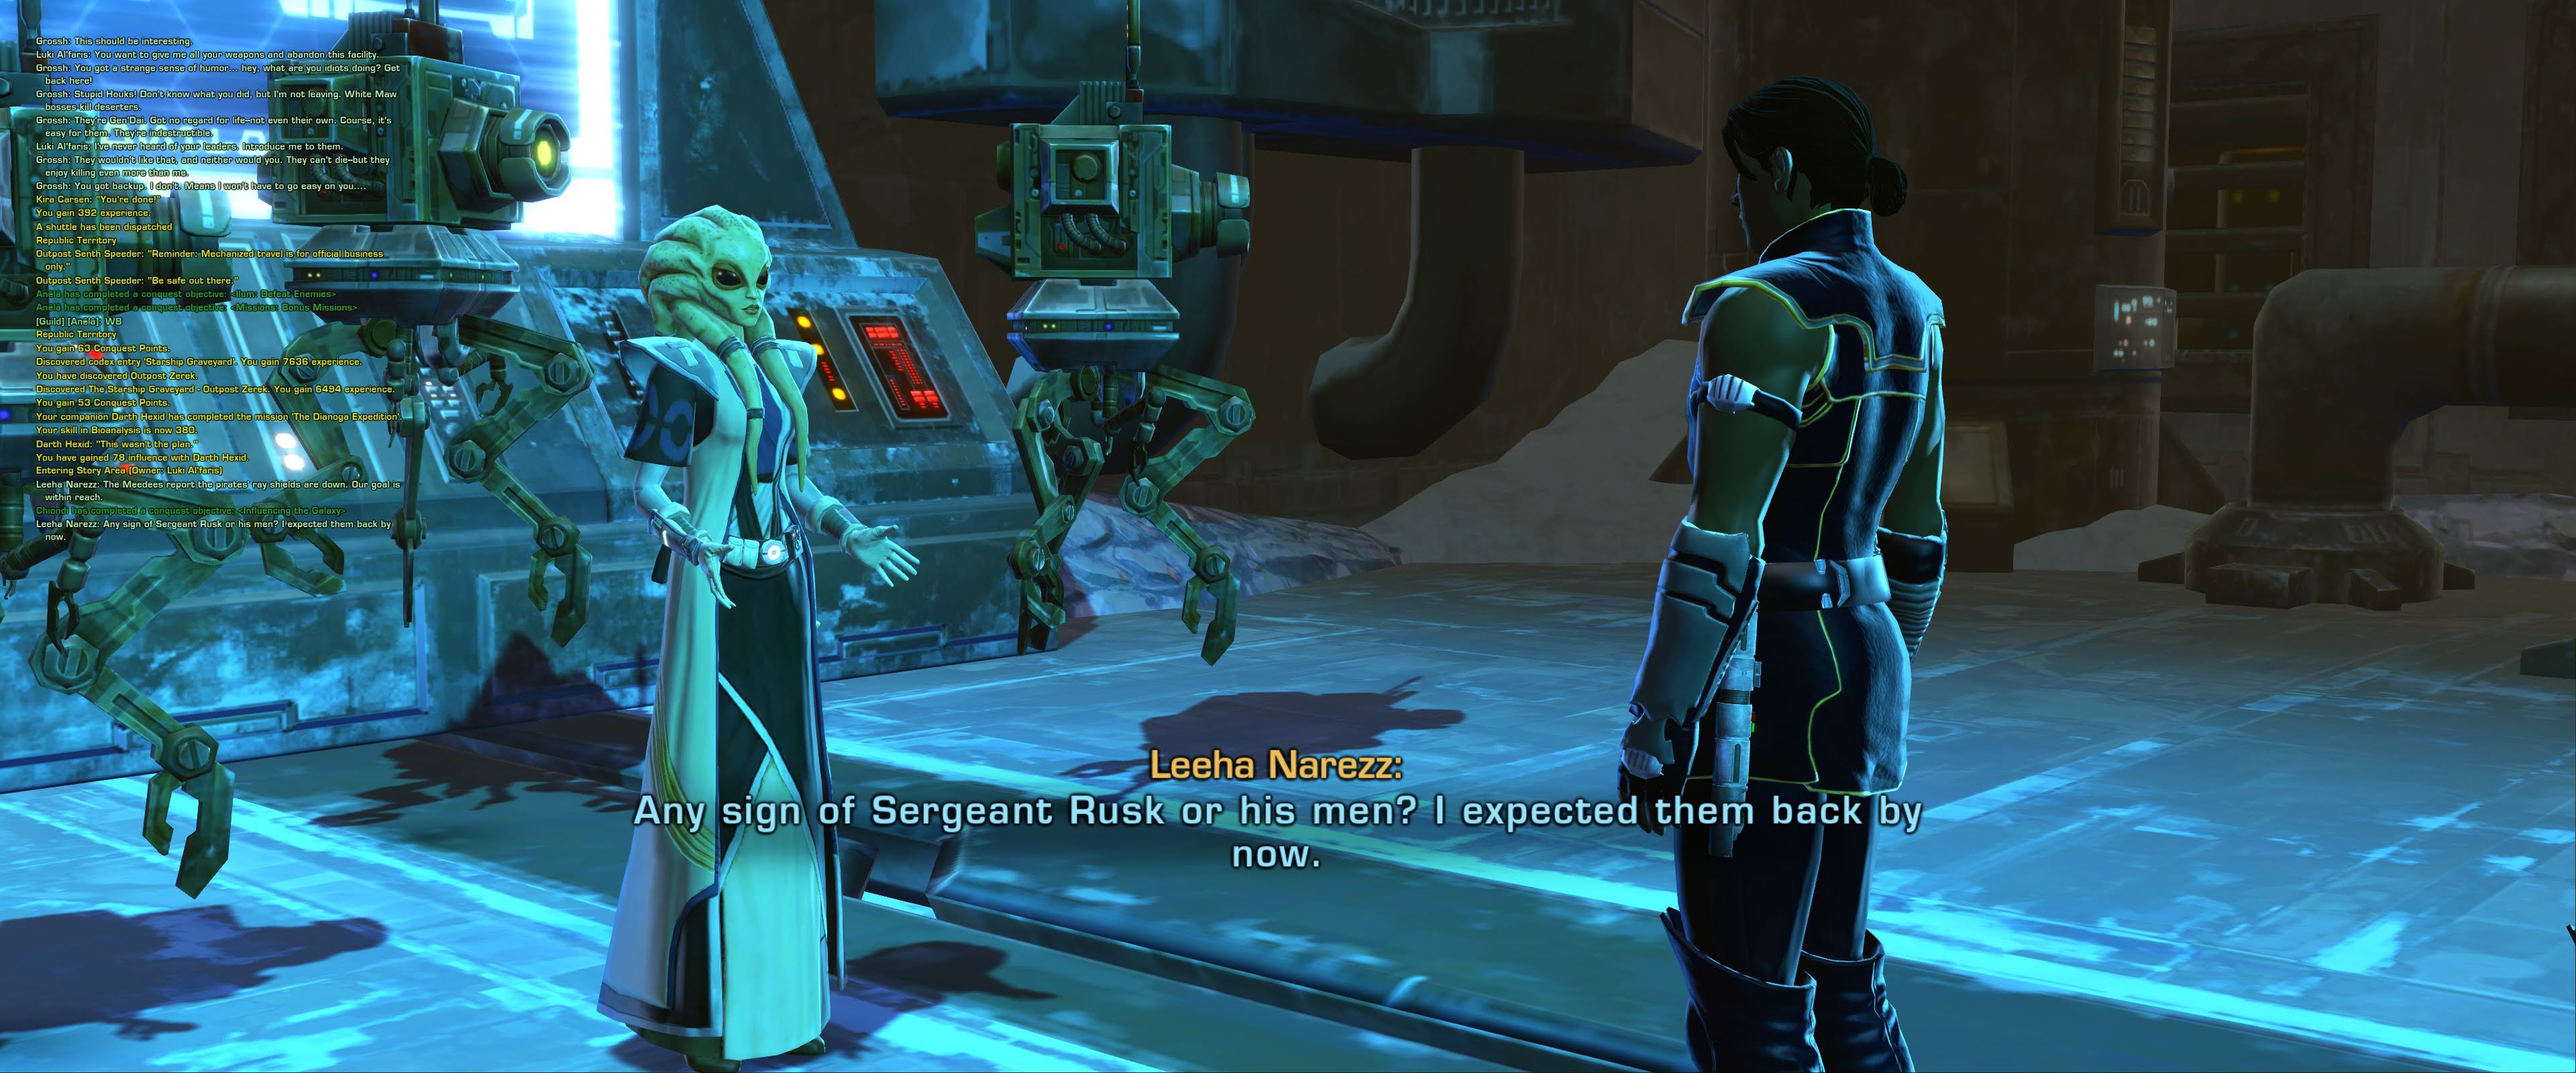 Grossh: This should be interesting.
Luki Al'faris: You want to give me all your weapons and abandon this facility.
Grossh: You got a strange sense of humor... hey, what are you idiots doing? Get
back here!
Grossh: Stupid Houks! Don't know what you did, but I'm not leaving. White Maw
bosses kill deserters.
Grossh: They're Gen'Dai. Got no regard for life–not even their own. Course, it's
easy for them. They're indestructible.
Luki Al'faris: I've never heard of your leaders. Introduce me to them.
Grossh: They wouldn't like that, and neither would you. They can't die–but they
enjoy killing even more than me.
Grossh: You got backup. I don't. Means I won't have to go easy on you....
Kira Carsen: "You're done!"
You gain 392 experience.
A shuttle has been dispatched
Republic Territory
Outpost Senth Speeder: "Reminder: Mechanized travel is for official business
only."
Outpost Senth Speeder: "Be safe out there."
Anela has completed a conquest objective: <Ilum: Defeat Enemies>
Anela has completed a conquest objective: <Missions: Bonus Missions>
[Guild] [Anela]: WB
Republic Territory
You gain 63 Conquest Points.
Discovered codex entry 'Starship Graveyard'. You gain 7636 experience.
You have discovered Outpost Zerek.
Discovered The Starship Graveyard - Outpost Zerek. You gain 6494 experience.
You gain 53 Conquest Points.
Your companion Darth Hexid has completed the mission 'The Dianoga Expedition'.
Your skill in Bioanalysis is now 380.
Darth Hexid: "This wasn't the plan."
You have gained 78 influence with Darth Hexid.
Entering Story Area (Owner: Luki Al'faris)
Leeha Narezz: The Meedees report the pirates' ray shields are down. Our goal is
within reach.
Chiondi has completed a conquest objective: <Influencing the Galaxy>
Leeha Narezz: Any sign of Sergeant Rusk or his men? I expected them back by
now.
Leeha Narezz:
Any sign of Sergeant Rusk or his men? I expected them back by
now.